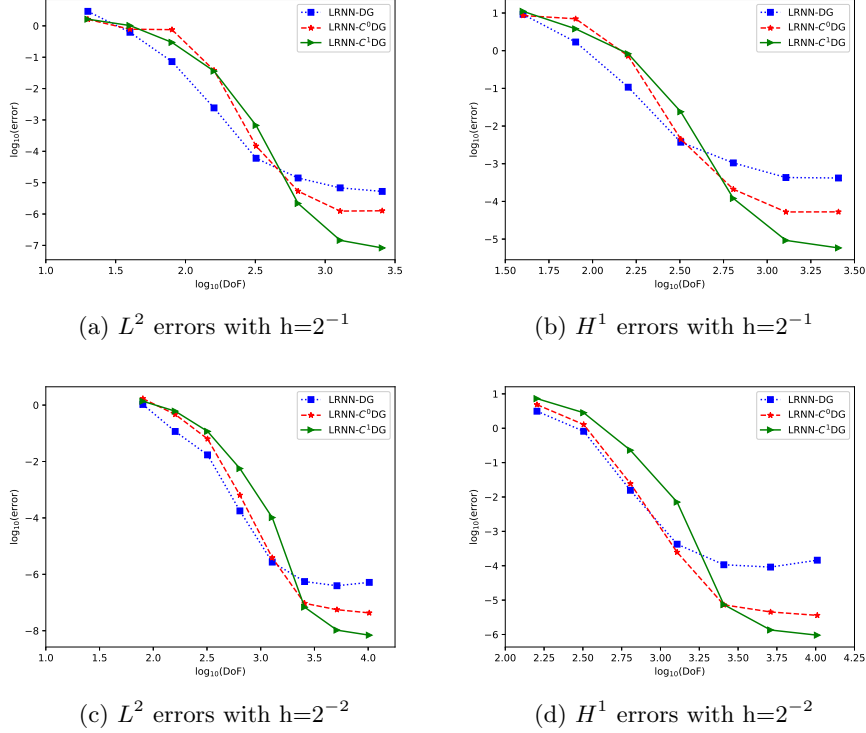 LRNN-DG
LRNN-C⁰DG
LRNN-C¹DG
log₁₀(error)
0
−1
−2
−3
−4
−5
−6
−7
1.0 1.5 2.0 2.5 3.0 3.5
log₁₀(DoF)
(a) L² errors with h=2⁻¹
LRNN-DG
LRNN-C⁰DG
LRNN-C¹DG
log₁₀(error)
1
0
−1
−2
−3
−4
−5
1.50 1.75 2.00 2.25 2.50 2.75 3.00 3.25 3.50
log₁₀(DoF)
(b) H¹ errors with h=2⁻¹
LRNN-DG
LRNN-C⁰DG
LRNN-C¹DG
log₁₀(error)
0
−2
−4
−6
−8
1.0 1.5 2.0 2.5 3.0 3.5 4.0
log₁₀(DoF)
(c) L² errors with h=2⁻²
LRNN-DG
LRNN-C⁰DG
LRNN-C¹DG
log₁₀(error)
1
0
−1
−2
−3
−4
−5
−6
2.00 2.25 2.50 2.75 3.00 3.25 3.50 3.75 4.00 4.25
log₁₀(DoF)
(d) H¹ errors with h=2⁻²